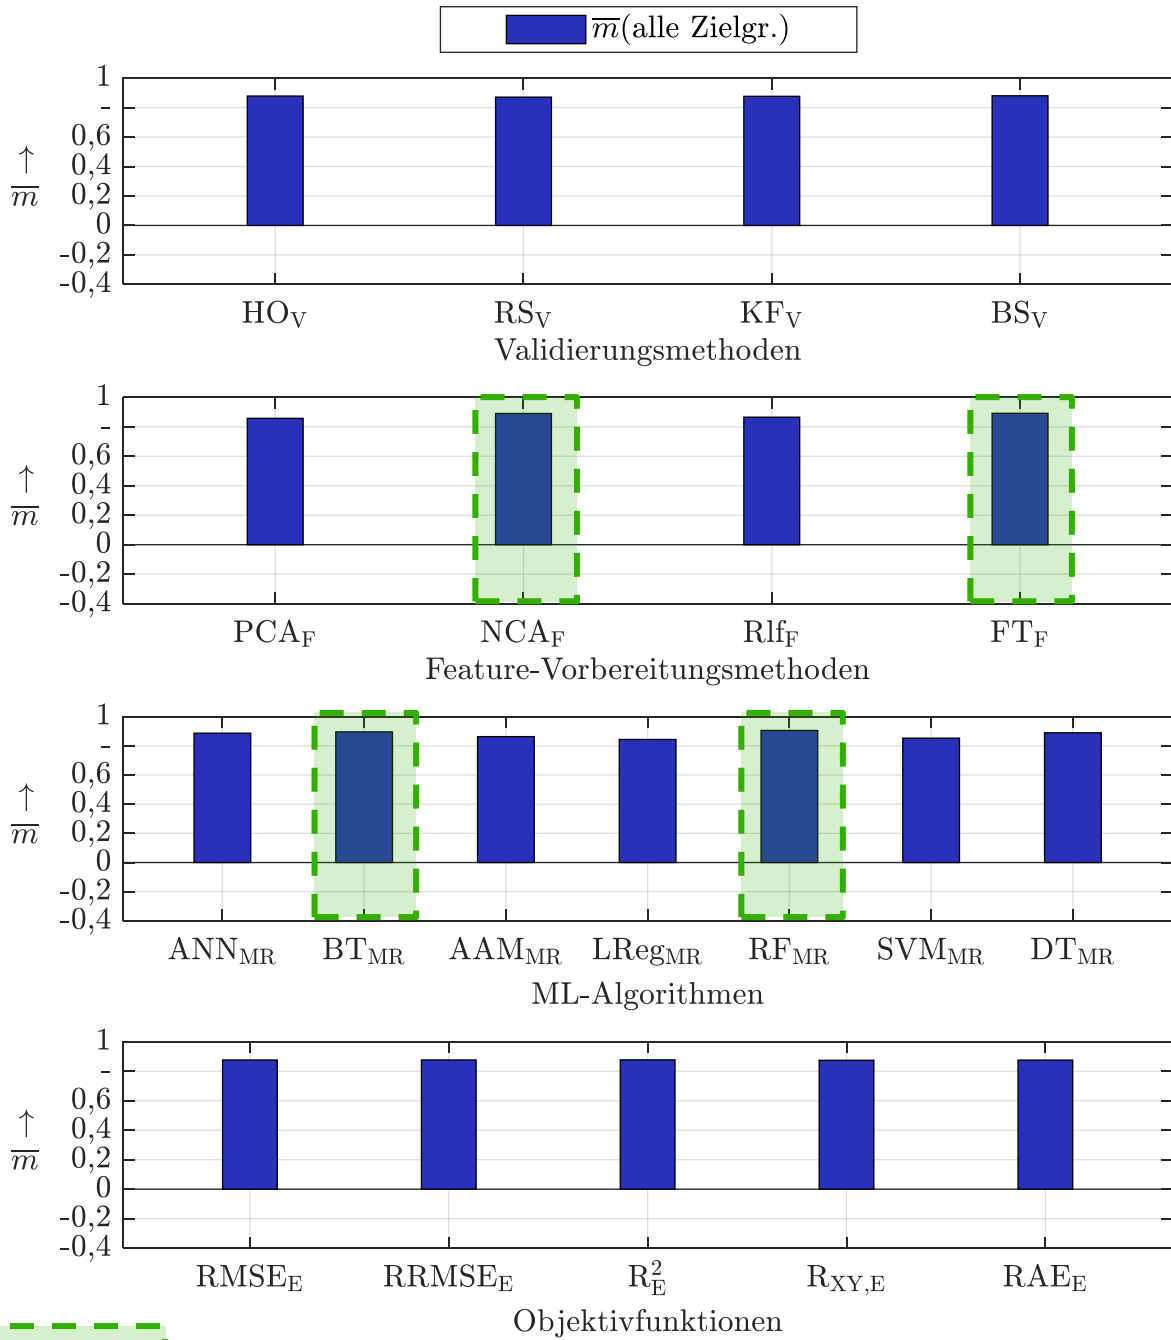 m̅(alle Zielgr.)
1
-
0,6
0,4
0,2
0
-0,2
-0,4
↑
m̅
HO_V RS_V KF_V BS_V
Validierungsmethoden
1
-
0,6
0,4
0,2
0
-0,2
-0,4
↑
m̅
PCA_F NCA_F Rlf_F FT_F
Feature-Vorbereitungsmethoden
1
-
0,6
0,4
0,2
0
-0,2
-0,4
↑
m̅
ANN_MR BT_MR AAM_MR LReg_MR RF_MR SVM_MR DT_MR
ML-Algorithmen
1
-
0,6
0,4
0,2
0
-0,2
-0,4
↑
m̅
RMSE_E RRMSE_E R²_E R_XY,E RAE_E
Objektivfunktionen